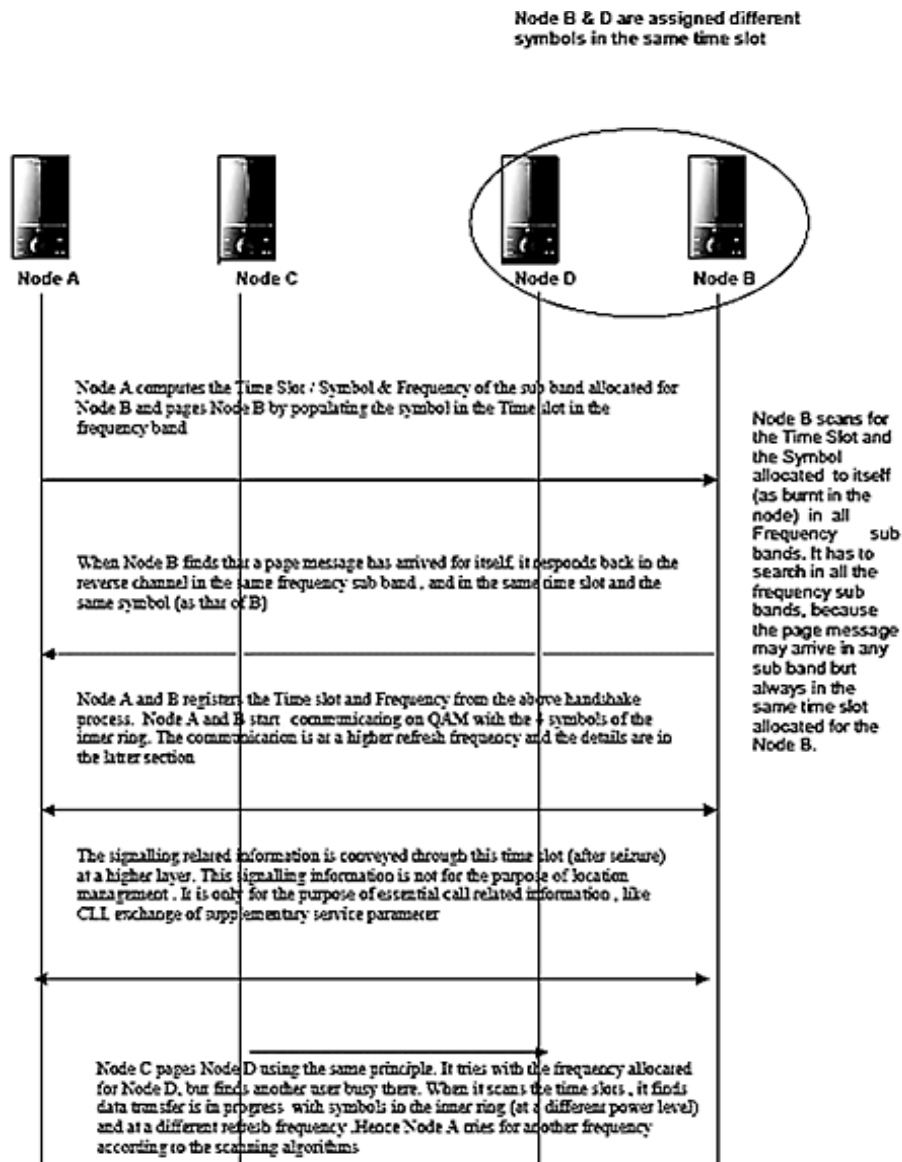 Node B & D are assigned different
symbols in the same time slot
Node A
Node C
Node D
Node B
Node A computes the Time Slot / Symbol & Frequency of the sub band allocated for
Node B and pages Node B by populating the symbol in the Time slot in the
frequency band
Node B scans for
the Time Slot and
the Symbol
allocated to itself
(as burnt in the
node) in all
Frequency sub
bands. It has to
search in all the
frequency sub
bands, because
the page message
may arrive in any
sub band but
always in the
same time slot
allocated for the
Node B.
When Node B finds that a page message has arrived for itself, it responds back in the
reverse channel in the same frequency sub band , and in the same time slot and the
same symbol (as that of B)
Node A and B registers the Time slot and Frequency from the above handshake
process. Node A and B start communicating on QAM with the 4 symbols of the
inner ring. The communication is at a higher refresh frequency and the details are in
the latter section
The signalling related information is conveyed through this time slot (after seizure)
at a higher layer. This signalling information is not for the purpose of location
management . It is only for the purpose of essential call related information , like
CLI, exchange of supplementary service parameter
Node C pages Node D using the same principle. It tries with the frequency allocated
for Node D, but finds another user busy there. When it scans the time slots , it finds
data transfer is in progress with symbols in the inner ring (at a different power level)
and at a different refresh frequency .Hence Node A tries for another frequency
according to the scanning algorithms